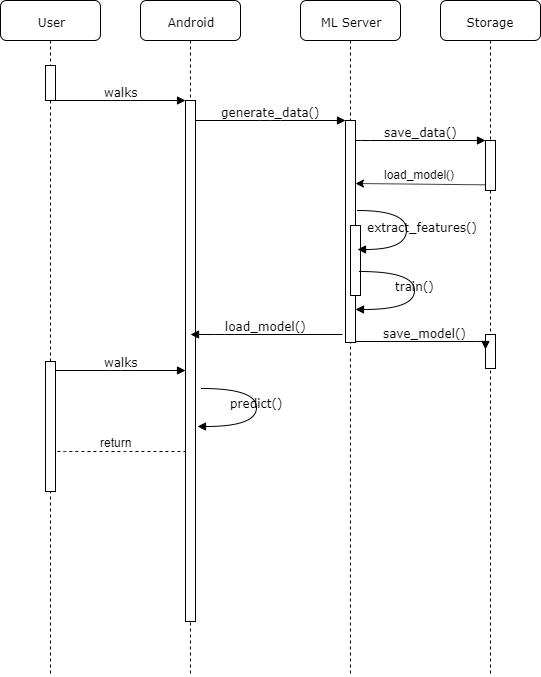 User
Android
ML Server
Storage
walks
generate_data()
save_data()
load_model()
extract_features()
train()
load_model()
save_model()
walks
predict()
return